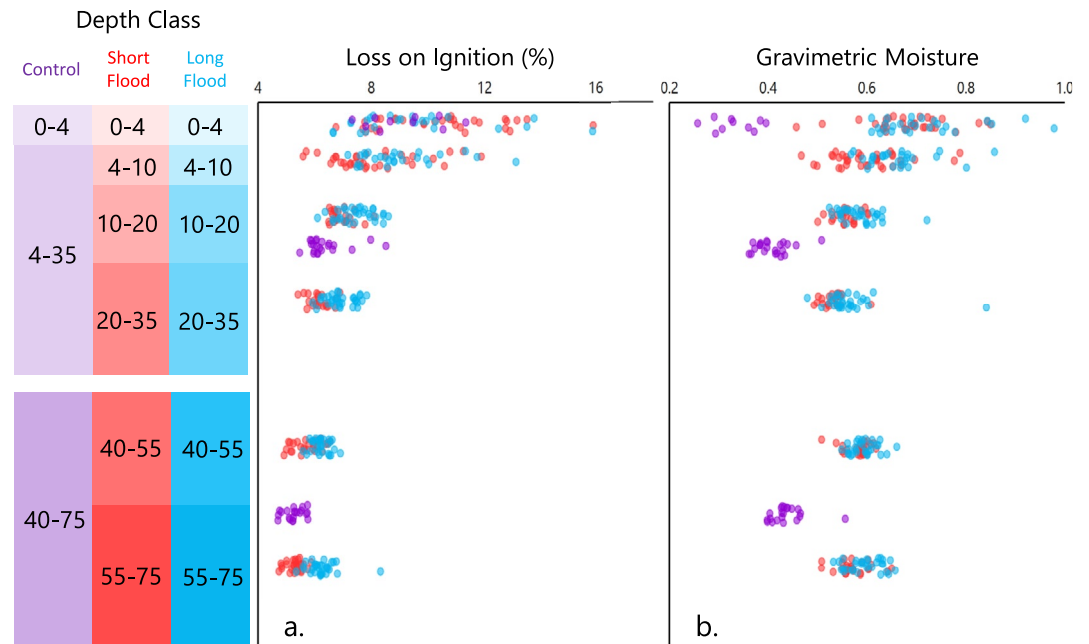 Depth Class
Control
Short
Flood
Long
Flood
Loss on Ignition (%)
Gravimetric Moisture
4 8 12 16
0.2 0.4 0.6 0.8 1.0
0-4 0-4 0-4
4-10 4-10
10-20 10-20
4-35
20-35 20-35
40-55 40-55
40-75
55-75 55-75
a. b.